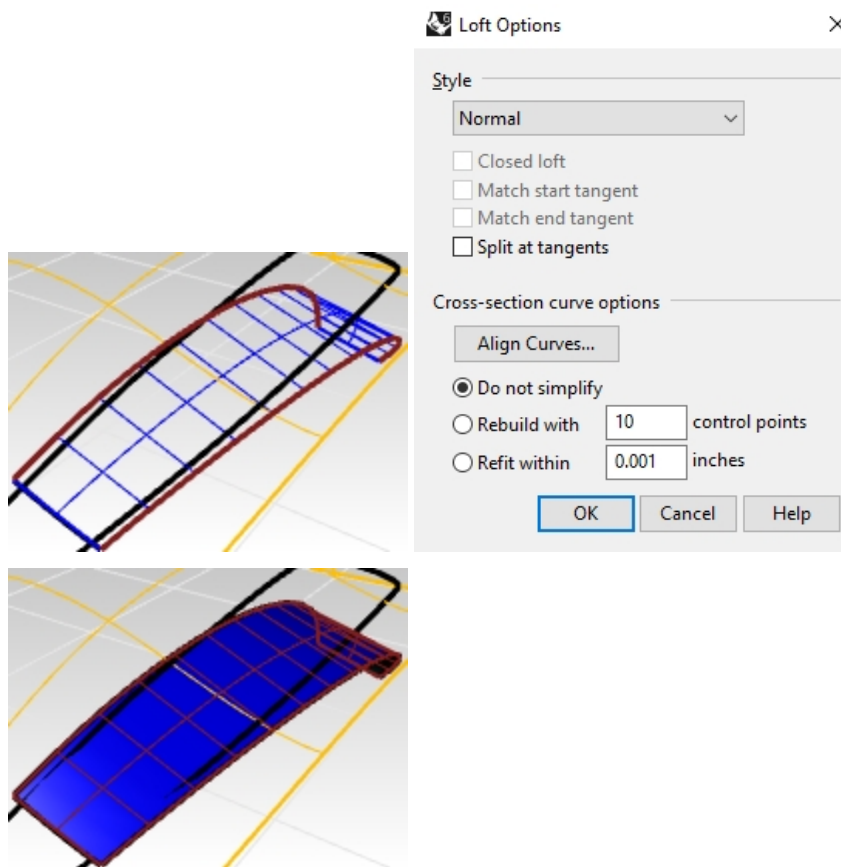 Loft Options
Style
Normal
Closed loft
Match start tangent
Match end tangent
Split at tangents
Cross-section curve options
Align Curves...
Do not simplify
Rebuild with 10 control points
Refit within 0.001 inches
OK Cancel Help